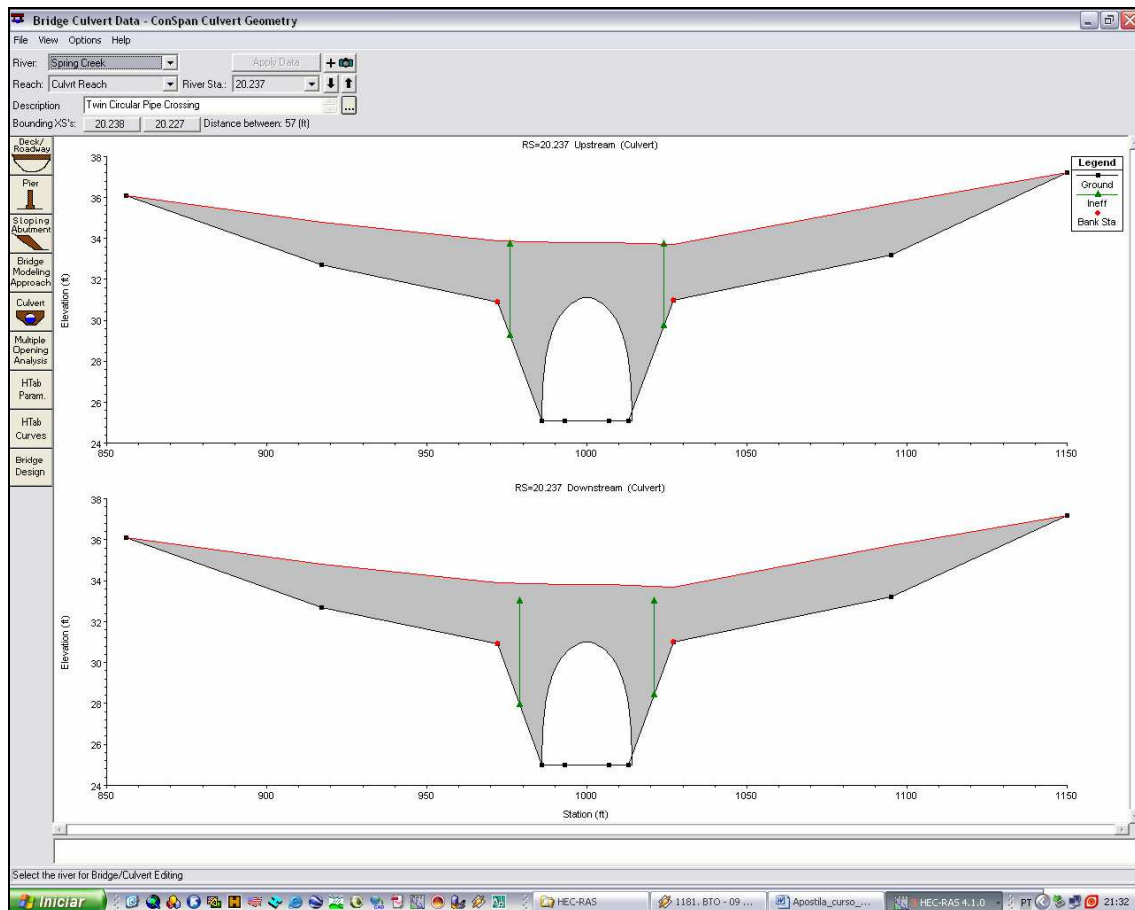 Bridge Culvert Data - ConSpan Culvert Geometry
File View Options Help
River: Spring Creek Apply Data
Reach: Culvrt Reach River Sta.: 20.237
Description Twin Circular Pipe Crossing ...
Bounding XS's: 20.238 20.227 Distance between: 57 (ft)
Deck/
Roadway
Pier
Sloping
Abutment
Bridge
Modeling
Approach
Culvert
Multiple
Opening
Analysis
HTab
Param.
HTab
Curves
Bridge
Design
RS=20.237 Upstream (Culvert)
Legend
Ground
Ineff
Bank Sta
38
36
34
32
30
28
26
24
Elevation (ft)
850 900 950 1000 1050 1100 1150
RS=20.237 Downstream (Culvert)
38
36
34
32
30
28
26
24
Elevation (ft)
850 900 950 1000 1050 1100 1150
Station (ft)
Select the river for Bridge/Culvert Editing
Iniciar HEC-RAS 1181. BTO - 09 ... Apostila_curso_... HEC-RAS 4.1.0 PT 21:32